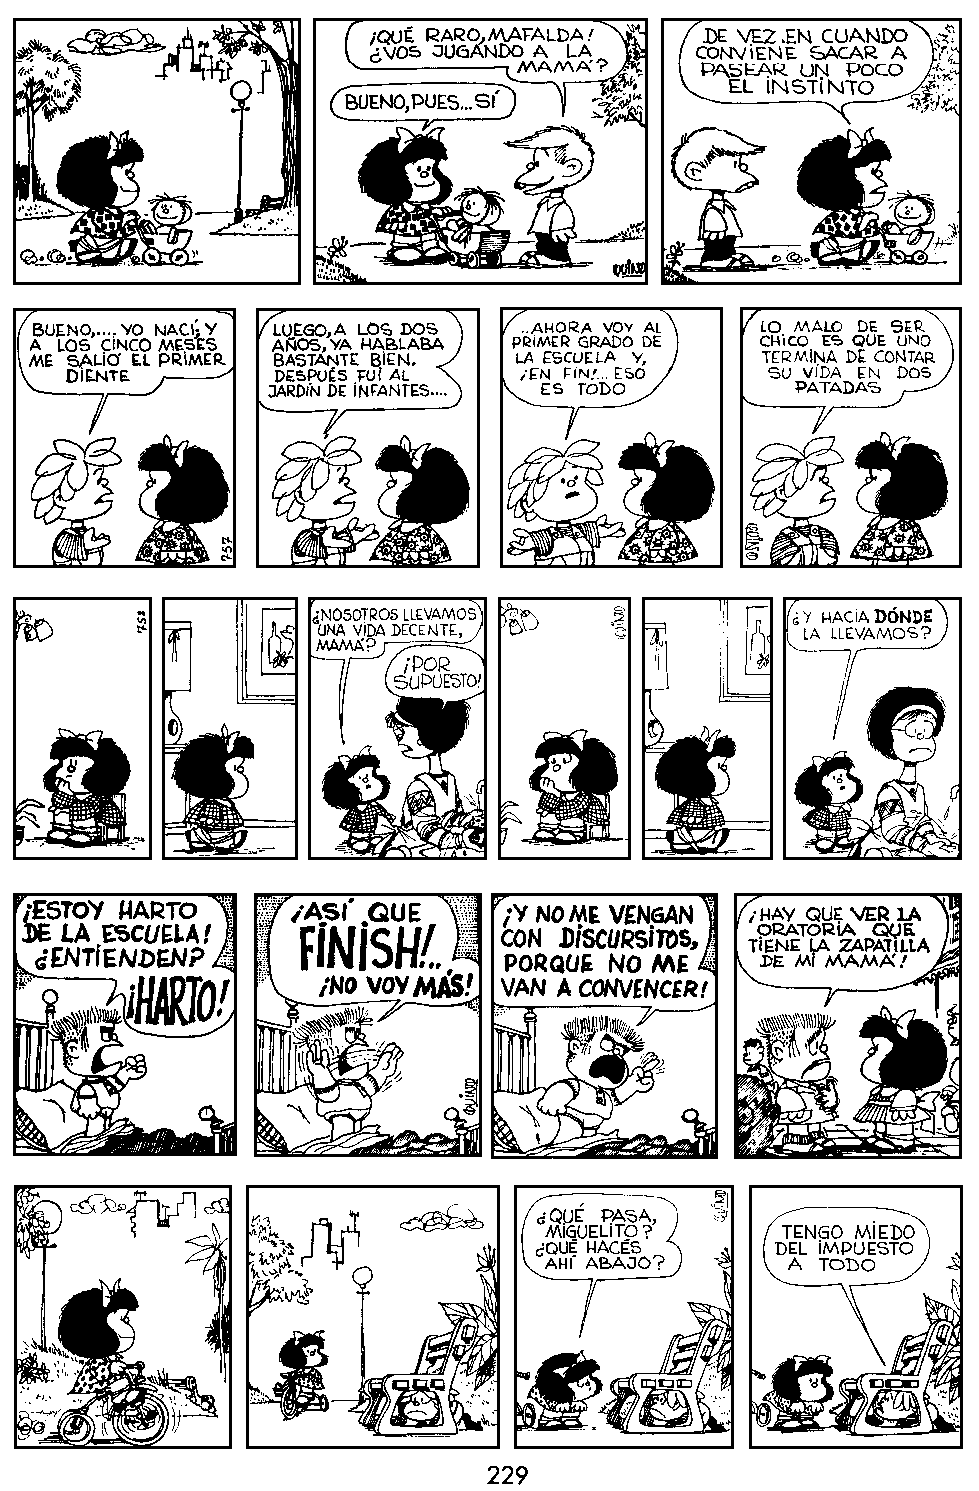 ¡QUÉ RARO, MAFALDA!
¿VOS JUGANDO A LA
MAMÁ?
BUENO, PUES... SÍ
QUINO
DE VEZ EN CUANDO
CONVIENE SACAR A
PASEAR UN POCO
EL INSTINTO
BUENO,.... YO NACÍ, Y
A LOS CINCO MESES
ME SALIÓ EL PRIMER
DIENTE
757
LUEGO, A LOS DOS
AÑOS, YA HABLABA
BASTANTE BIEN.
DESPUÉS FUÍ AL
JARDÍN DE INFANTES....
...AHORA VOY AL
PRIMER GRADO DE
LA ESCUELA Y,
¡EN FIN!... ESO
ES TODO
LO MALO DE SER
CHICO ES QUE UNO
TERMINA DE CONTAR
SU VIDA EN DOS
PATADAS
QUINO
758
¿NOSOTROS LLEVAMOS
UNA VIDA DECENTE,
MAMÁ?
¡POR
SUPUESTO!
QUINO
¿Y HACIA DÓNDE
LA LLEVAMOS?
¡ESTOY HARTO
DE LA ESCUELA!
¿ENTIENDEN?
¡HARTO!
¡ASÍ QUE
FINISH!..
¡NO VOY MÁS!
QUINO
¡Y NO ME VENGAN
CON DISCURSITOS,
PORQUE NO ME
VAN A CONVENCER!
¡HAY QUE VER LA
ORATORIA QUE
TIENE LA ZAPATILLA
DE MI MAMÁ!
¿QUÉ PASA,
MIGUELITO?
¿QUÉ HACÉS
AHÍ ABAJO?
QUINO
TENGO MIEDO
DEL IMPUESTO
A TODO
229